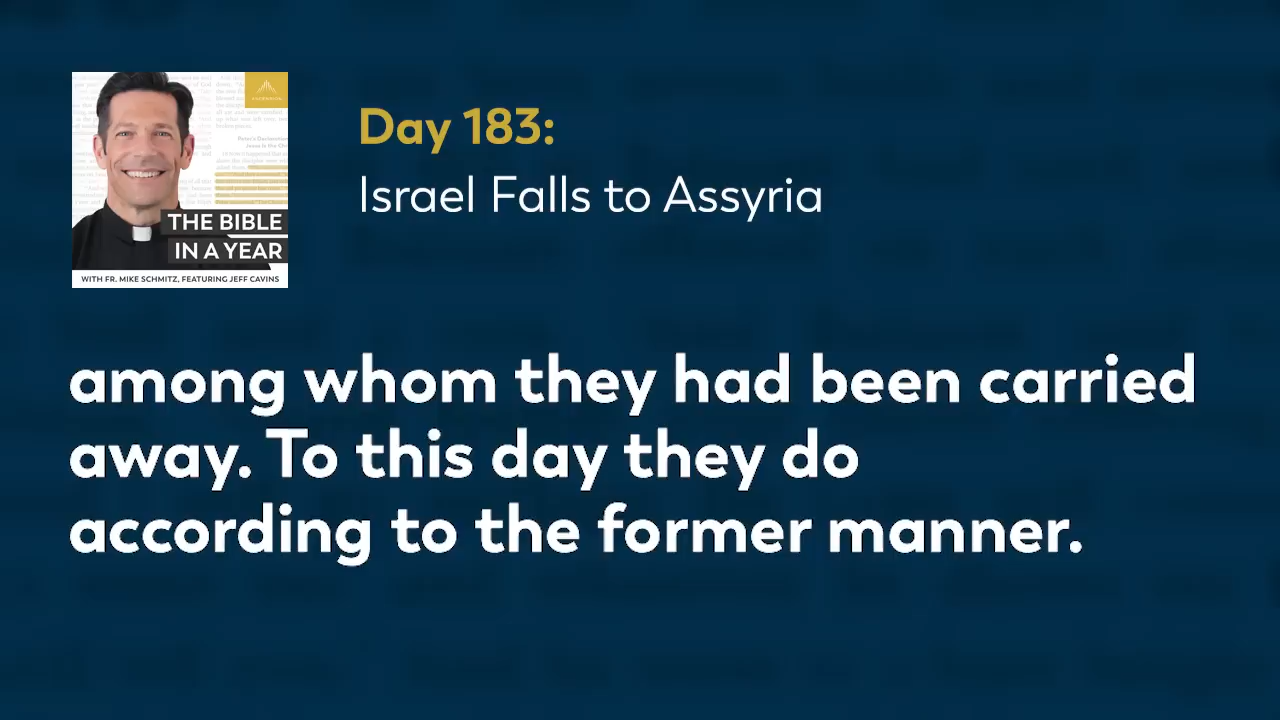 Day 183:
Israel Falls to Assyria
THE BIBLE
IN A YEAR
WITH FR. MIKE SCHMITZ, FEATURING JEFF CAVINS
among whom they had been carried
away. To this day they do
according to the former manner.